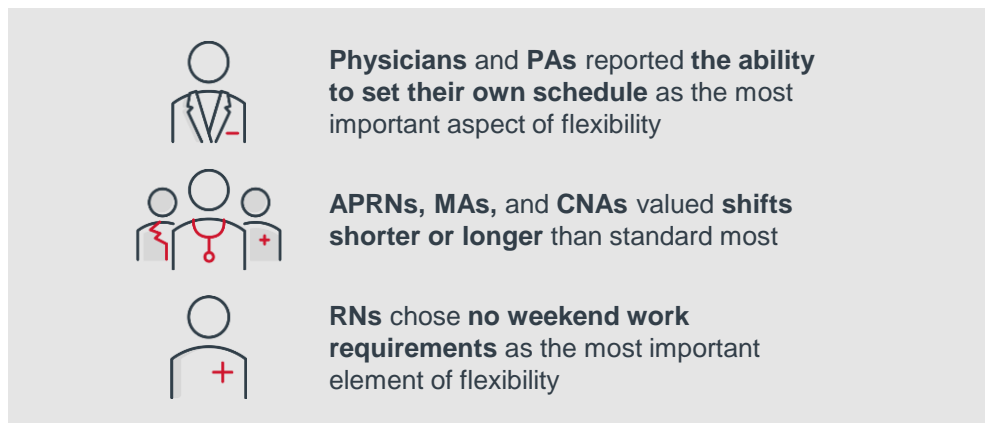 Physicians and PAs reported the ability
to set their own schedule as the most
important aspect of flexibility
APRNs, MAs, and CNAs valued shifts
shorter or longer than standard most
RNs chose no weekend work
requirements as the most important
element of flexibility